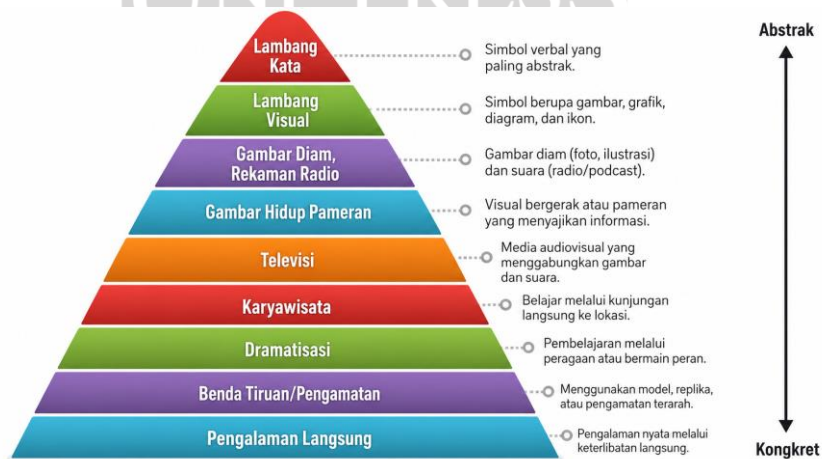 Abstrak
Lambang
Kata
Simbol verbal yang
paling abstrak.
Lambang
Visual
Simbol berupa gambar, grafik,
diagram, dan ikon.
Gambar Diam,
Rekaman Radio
Gambar diam (foto, ilustrasi)
dan suara (radio/podcast).
Gambar Hidup Pameran
Visual bergerak atau pameran
yang menyajikan informasi.
Televisi
Media audiovisual yang
menggabungkan gambar
dan suara.
Karyawisata
Belajar melalui kunjungan
langsung ke lokasi.
Dramatisasi
Pembelajaran melalui
peragaan atau bermain peran.
Benda Tiruan/Pengamatan
Menggunakan model, replika,
atau pengamatan terarah.
Pengalaman Langsung
Pengalaman nyata melalui
keterlibatan langsung.
Kongkret